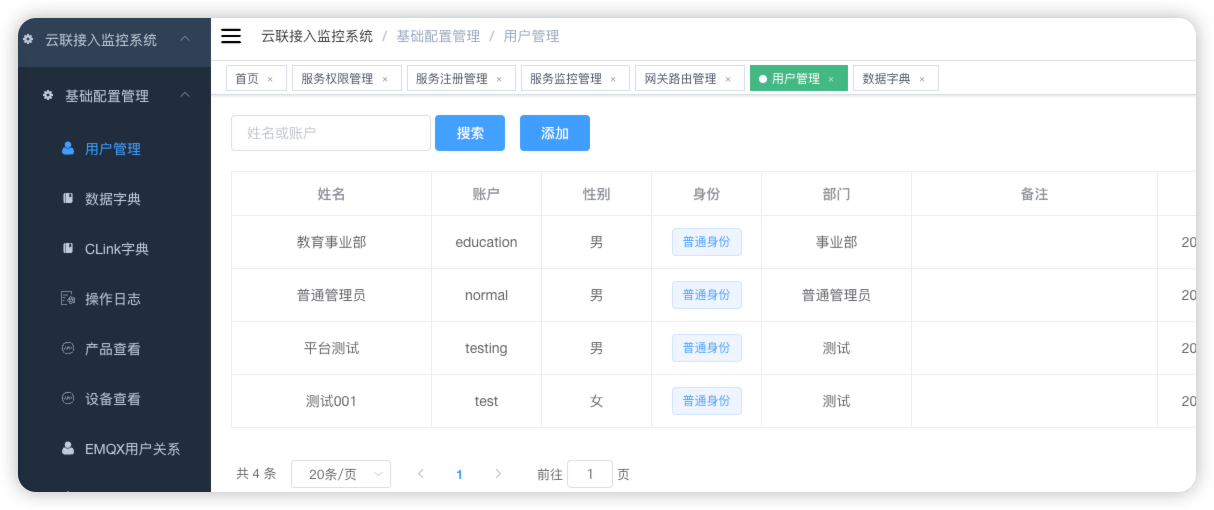 云联接入监控系统
云联接入监控系统 / 基础配置管理 / 用户管理
首页 × 服务权限管理 × 服务注册管理 × 服务监控管理 × 网关路由管理 × 用户管理 × 数据字典 ×
基础配置管理
用户管理
数据字典
CLink字典
操作日志
产品查看
设备查看
EMQX用户关系
姓名或账户 搜索 添加
姓名 账户 性别 身份 部门 备注
教育事业部 education 男 普通身份 事业部 20
普通管理员 normal 男 普通身份 普通管理员 20
平台测试 testing 男 普通身份 测试 20
测试001 test 女 普通身份 测试 20
共 4 条 20条/页 1 前往 1 页